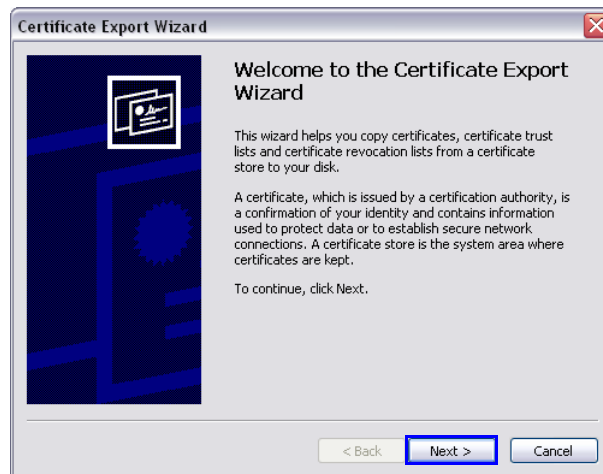 Certificate Export Wizard
Welcome to the Certificate Export
Wizard
This wizard helps you copy certificates, certificate trust
lists and certificate revocation lists from a certificate
store to your disk.
A certificate, which is issued by a certification authority, is
a confirmation of your identity and contains information
used to protect data or to establish secure network
connections. A certificate store is the system area where
certificates are kept.
To continue, click Next.
< Back Next > Cancel